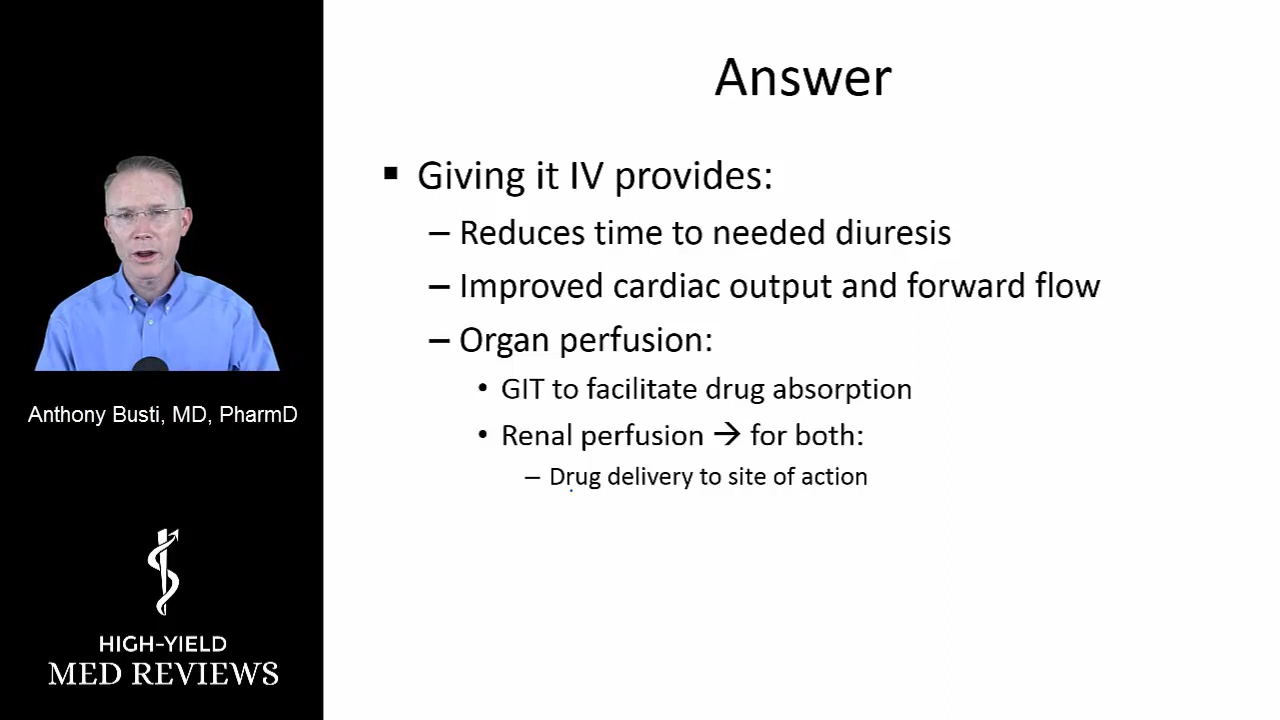 Answer
▪ Giving it IV provides:
– Reduces time to needed diuresis
– Improved cardiac output and forward flow
– Organ perfusion:
• GIT to facilitate drug absorption
• Renal perfusion → for both:
– Drug delivery to site of action
Anthony Busti, MD, PharmD
HIGH-YIELD
MED REVIEWS